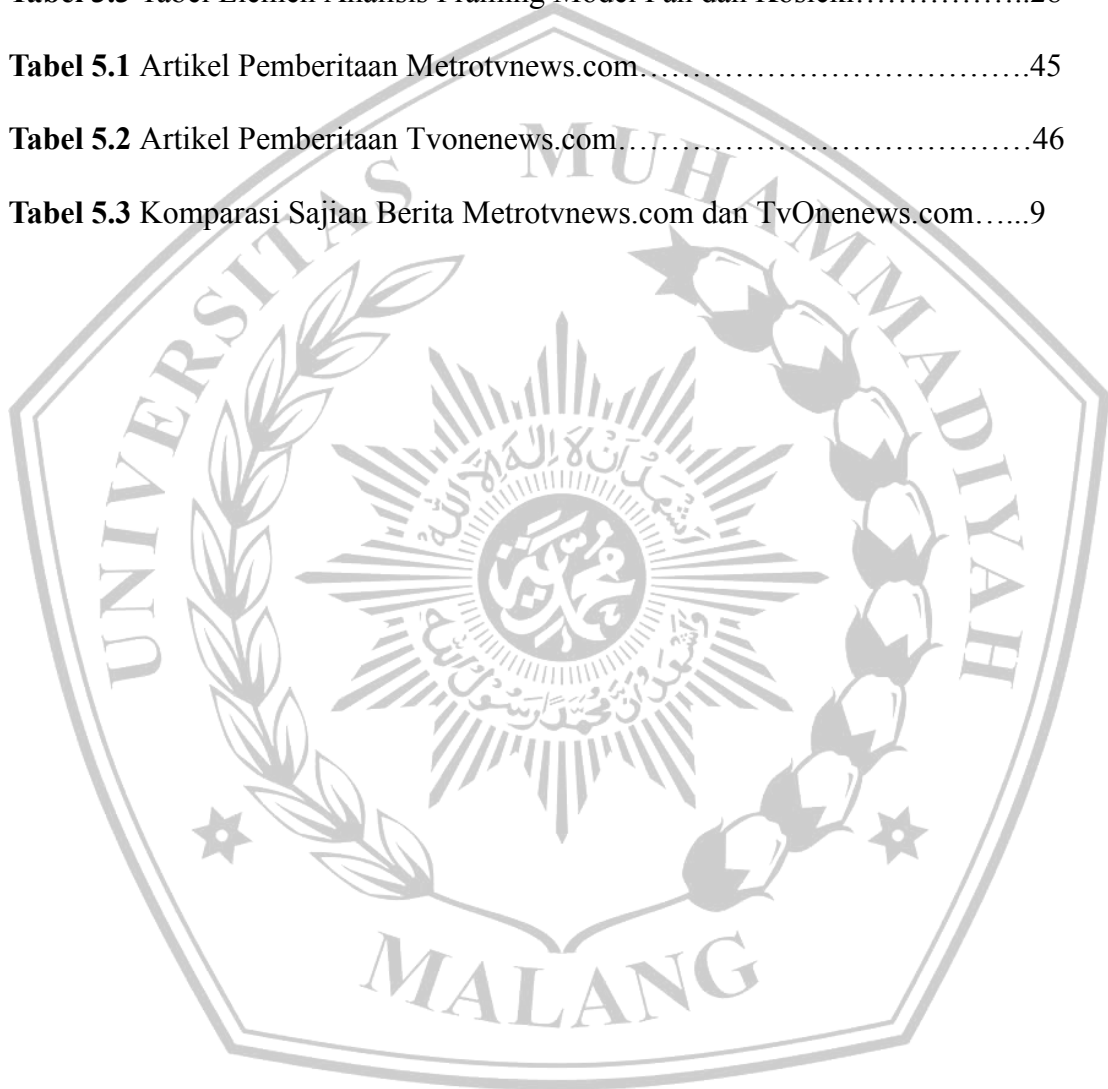 Tabel 5.1 Artikel Pemberitaan Metrotvnews.com…………………………………….45
Tabel 5.2 Artikel Pemberitaan Tvonenews.com…………………………………46
Tabel 5.3 Komparasi Sajian Berita Metrotvnews.com dan TvOnenews.com…...9
UNIVERSITAS MUHAMMADIYAH
MALANG